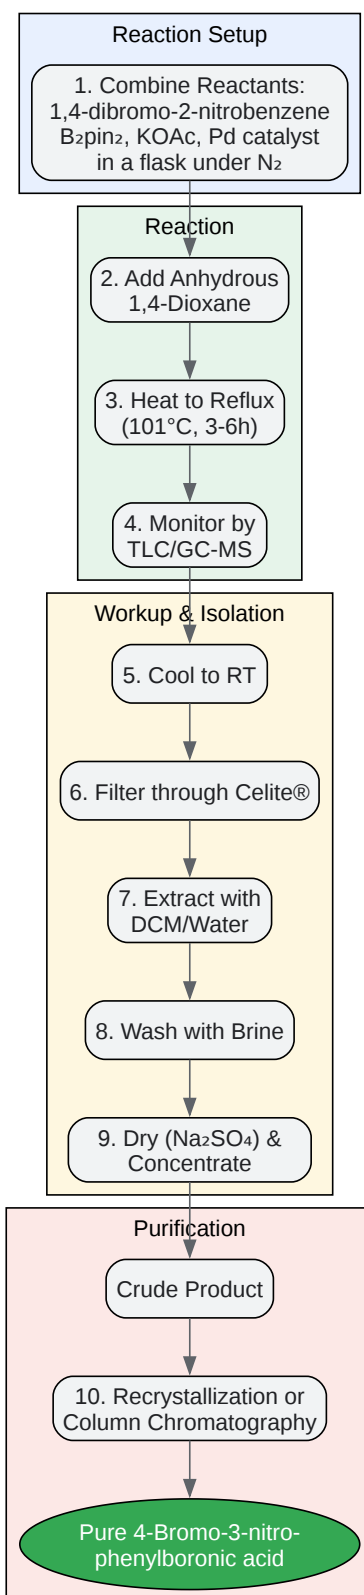 Reaction Setup
1. Combine Reactants:
1,4-dibromo-2-nitrobenzene
B₂pin₂, KOAc, Pd catalyst
in a flask under N₂
Reaction
2. Add Anhydrous
1,4-Dioxane
3. Heat to Reflux
(101°C, 3-6h)
4. Monitor by
TLC/GC-MS
Workup & Isolation
5. Cool to RT
6. Filter through Celite®
7. Extract with
DCM/Water
8. Wash with Brine
9. Dry (Na₂SO₄) &
Concentrate
Purification
Crude Product
10. Recrystallization or
Column Chromatography
Pure 4-Bromo-3-nitro-
phenylboronic acid